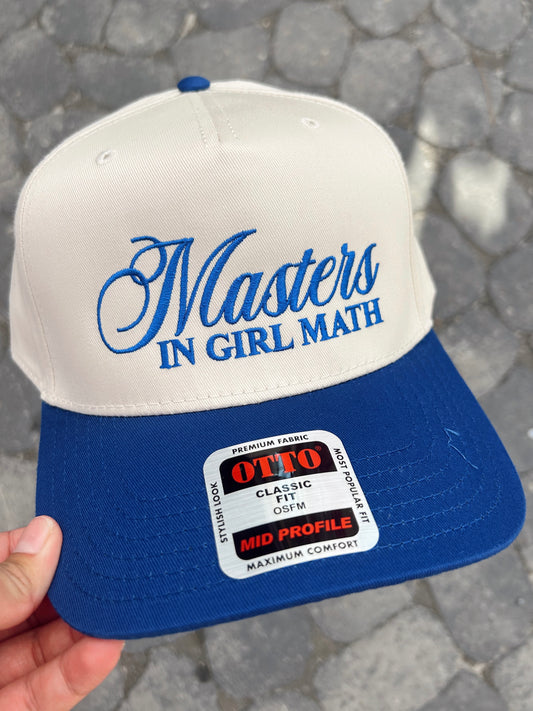 Masters
IN GIRL MATH
PREMIUM FABRIC
STYLISH LOOK
OTTO®
CLASSIC
FIT
OSFM
MID PROFILE
MOST POPULAR FIT
MAXIMUM COMFORT